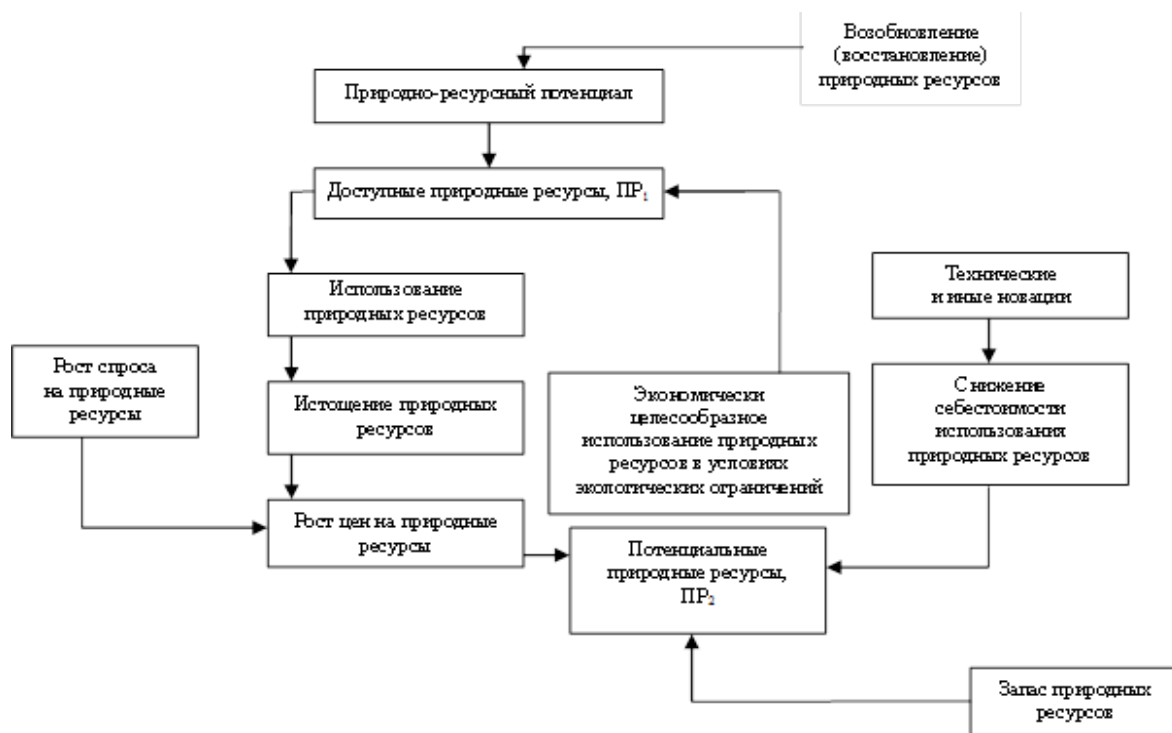 Возобновление
(восстановление)
природных ресурсов
Природно-ресурсный потенциал
Доступные природные ресурсы, ПР₁
Использование
природных ресурсов
Технические
и иные новации
Рост спроса
на природные
ресурсы
Истощение природных
ресурсов
Экономически
целесообразное
использование природных
ресурсов в условиях
экологических ограничений
Снижение
себестоимости
использования
природных ресурсов
Рост цен на природные
ресурсы
Потенциальные
природные ресурсы,
ПР₂
Запас природных
ресурсов